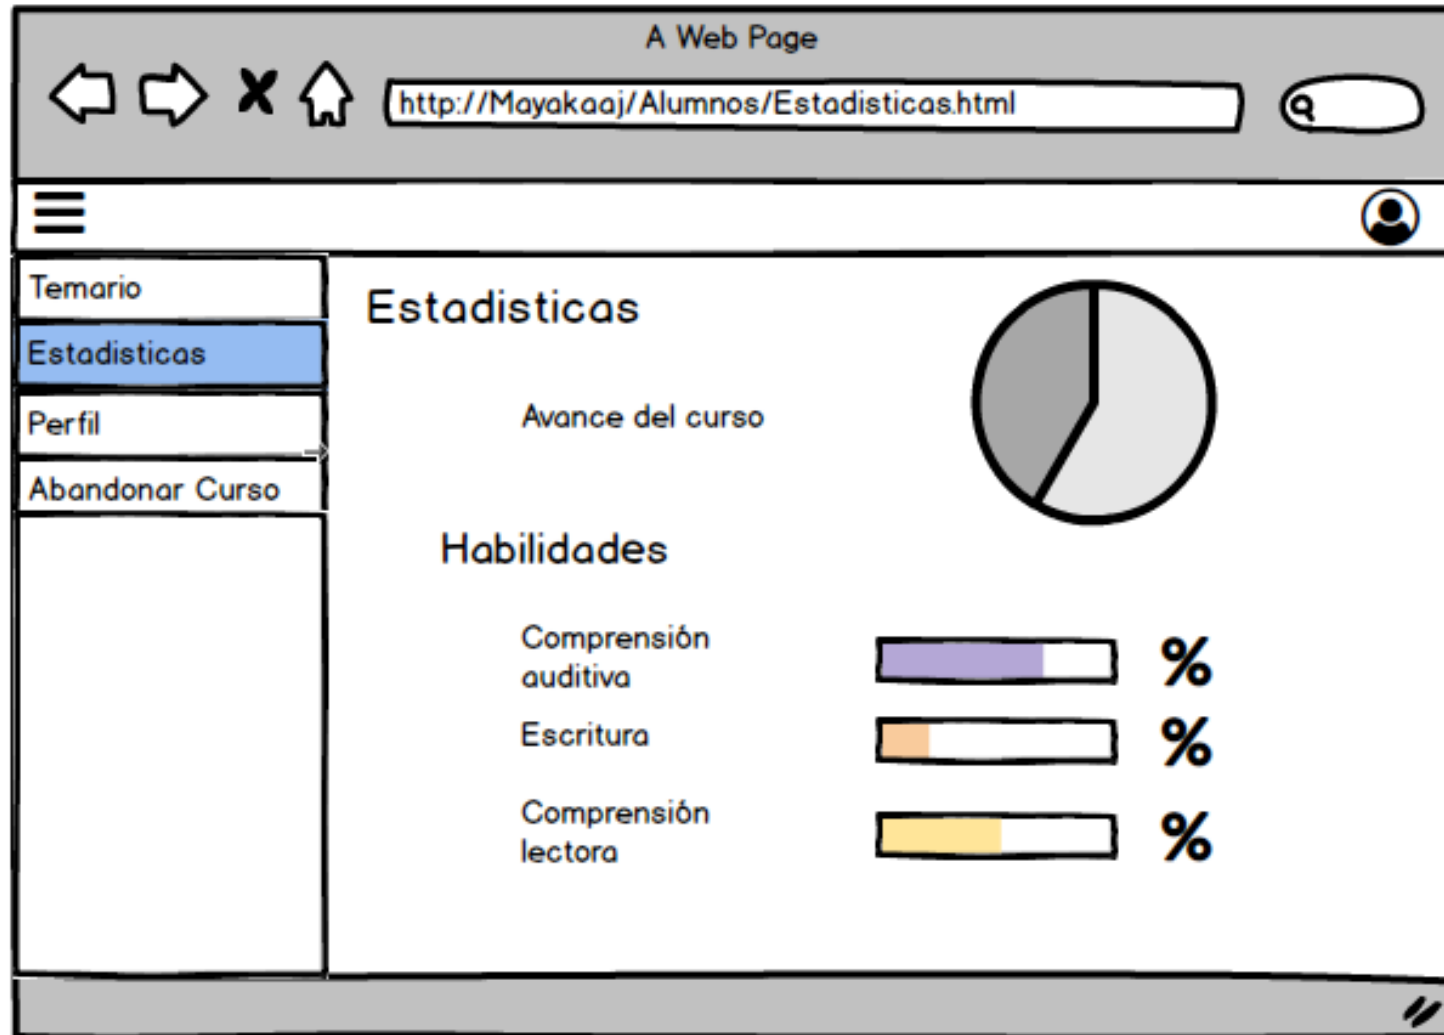 A Web Page
http://Mayakaaj/Alumnos/Estadisticas.html
Temario
Estadisticas
Perfil
Abandonar Curso
Estadisticas
Avance del curso
Habilidades
Comprensión
auditiva
%
Escritura
%
Comprensión
lectora
%